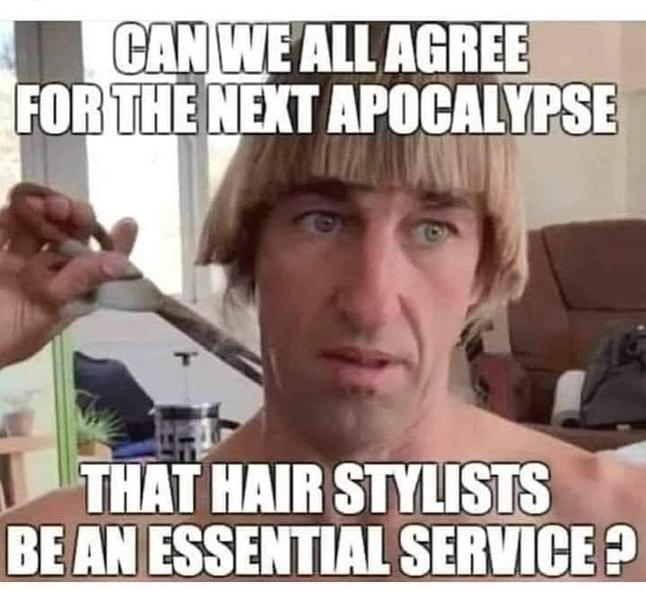 CAN WE ALL AGREE
FOR THE NEXT APOCALYPSE
THAT HAIR STYLISTS
BE AN ESSENTIAL SERVICE?